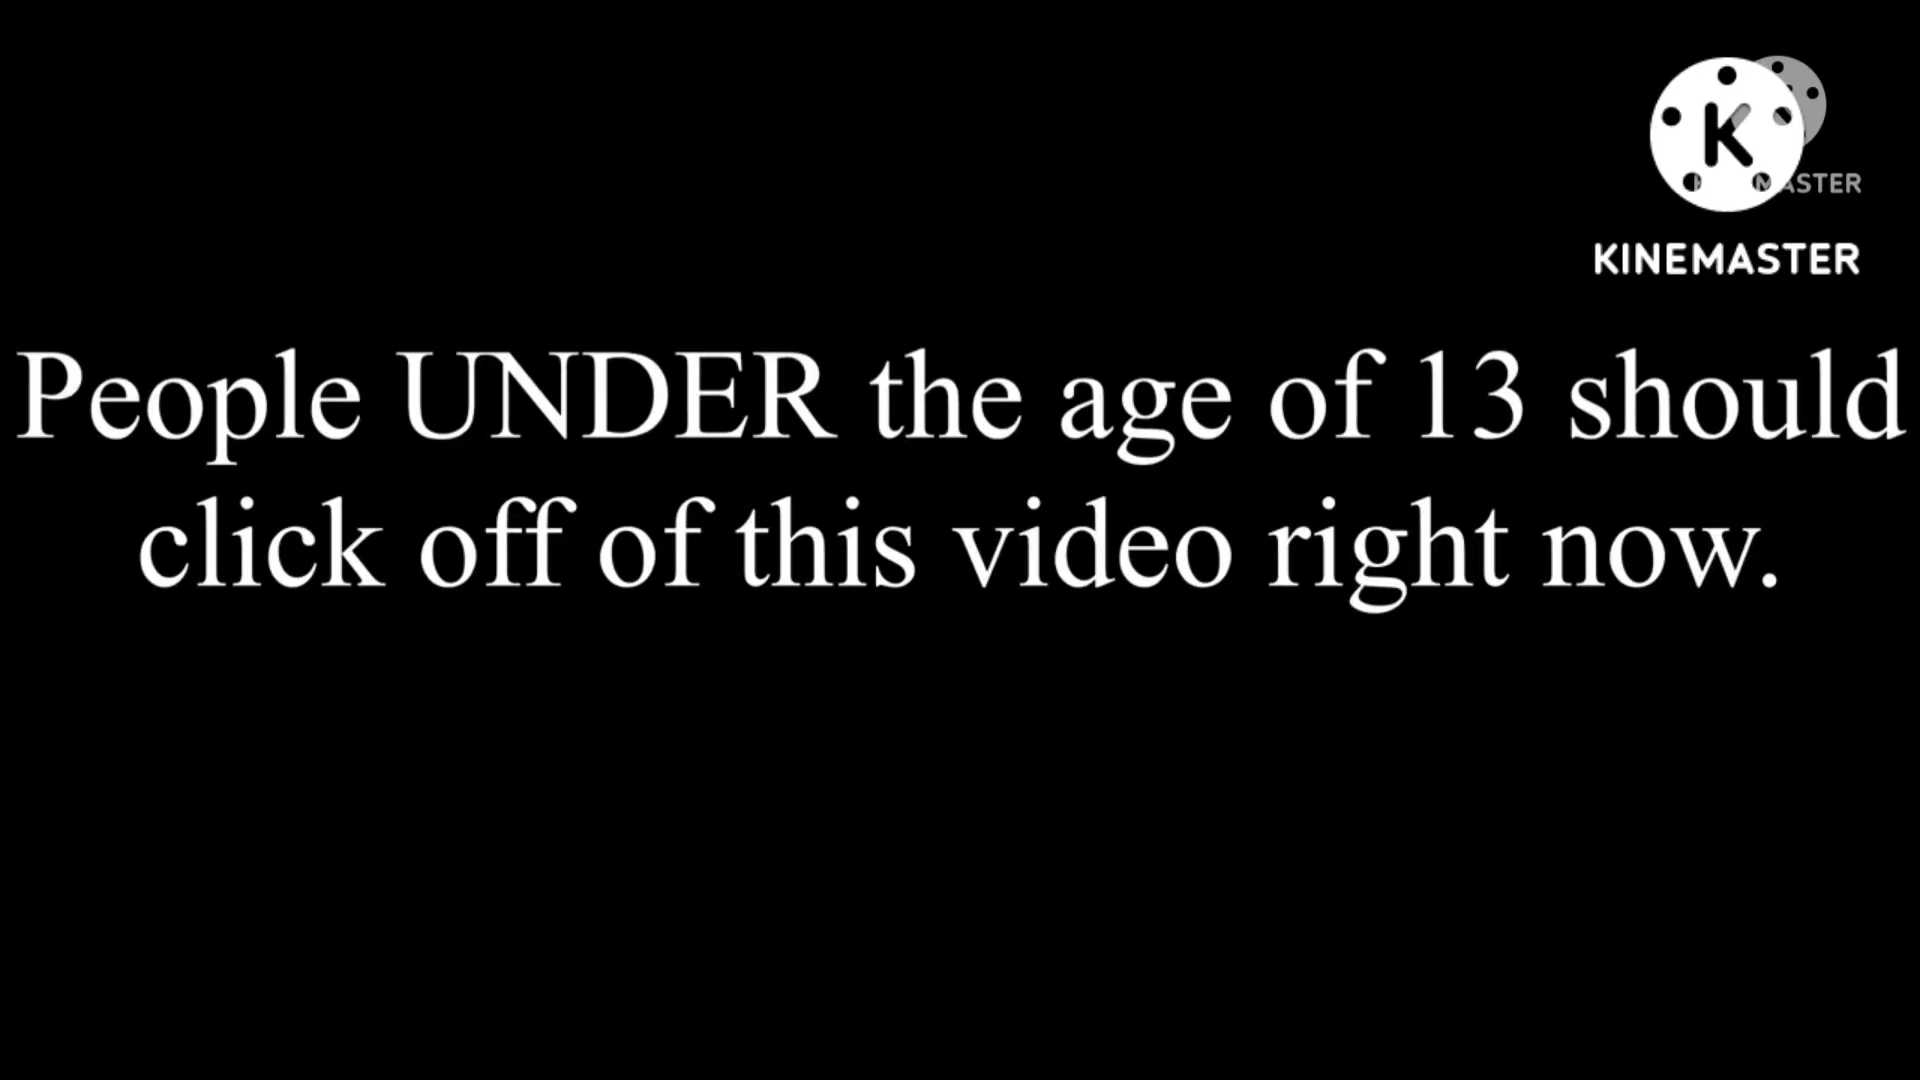 K
KINEMASTER
People UNDER the age of 13 should
click off of this video right now.